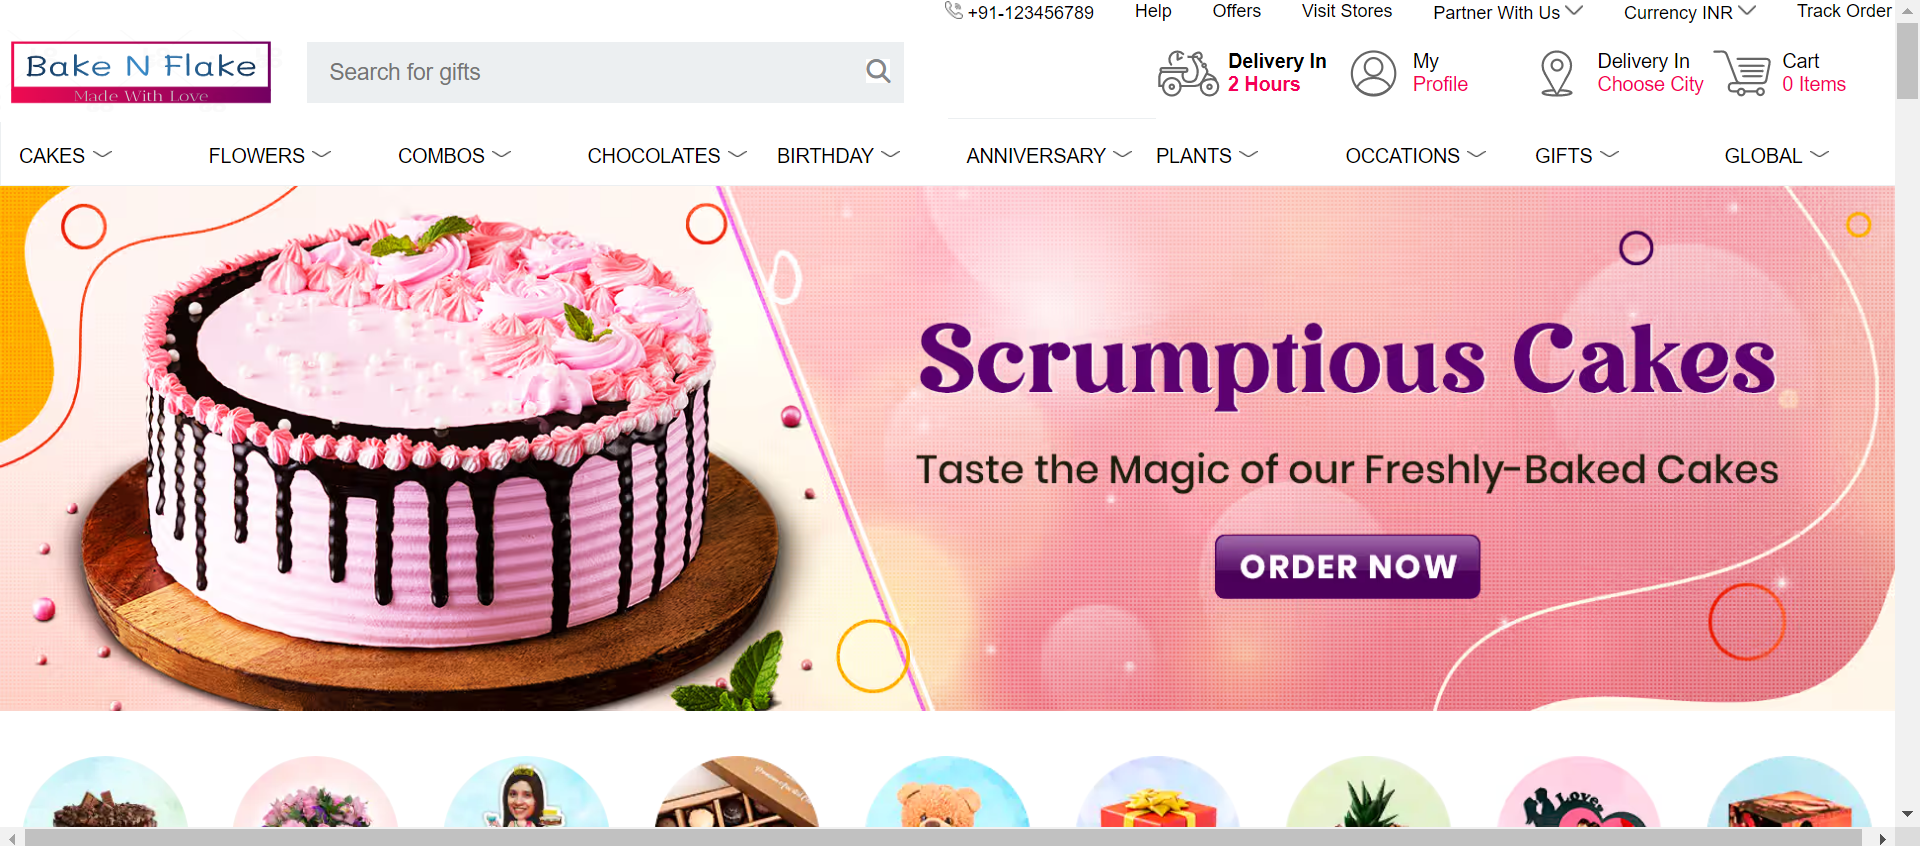 +91-123456789 Help Offers Visit Stores Partner With Us Currency INR Track Order
Bake N Flake
Made With Love
Search for gifts
Delivery In
2 Hours
My
Profile
Delivery In
Choose City
Cart
0 Items
CAKES FLOWERS COMBOS CHOCOLATES BIRTHDAY ANNIVERSARY PLANTS OCCATIONS GIFTS GLOBAL
Scrumptious Cakes
Taste the Magic of our Freshly-Baked Cakes
ORDER NOW
Love